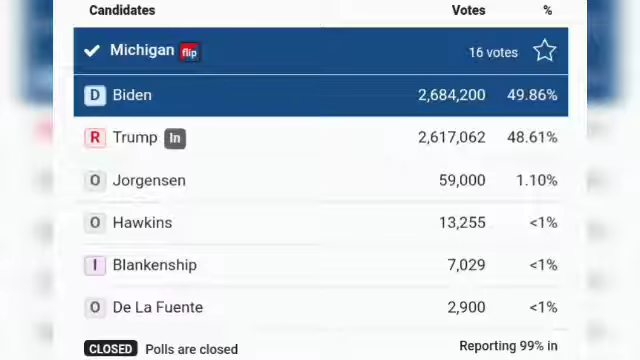 Candidates Votes %
Michigan flip 16 votes
D Biden 2,684,200 49.86%
R Trump In 2,617,062 48.61%
O Jorgensen 59,000 1.10%
O Hawkins 13,255 <1%
I Blankenship 7,029 <1%
O De La Fuente 2,900 <1%
CLOSED Polls are closed Reporting 99% in